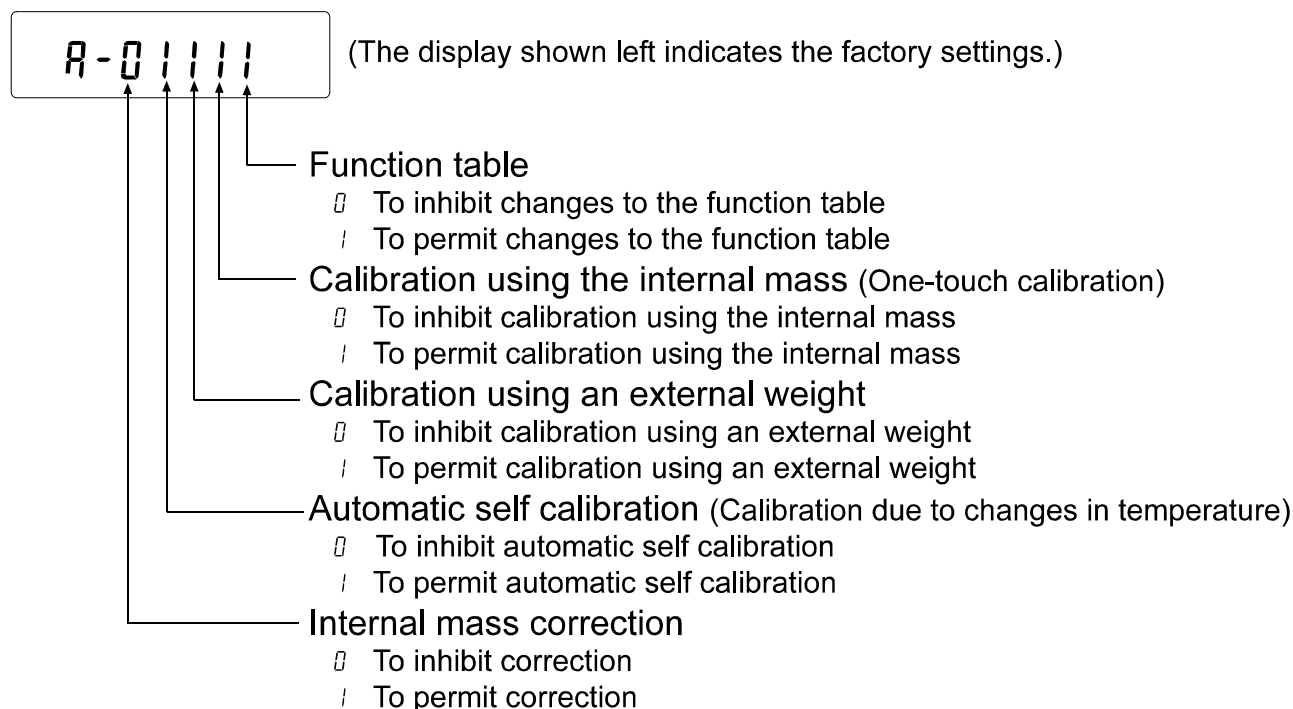 A-01111 (The display shown left indicates the factory settings.)
Function table
0 To inhibit changes to the function table
1 To permit changes to the function table
Calibration using the internal mass (One-touch calibration)
0 To inhibit calibration using the internal mass
1 To permit calibration using the internal mass
Calibration using an external weight
0 To inhibit calibration using an external weight
1 To permit calibration using an external weight
Automatic self calibration (Calibration due to changes in temperature)
0 To inhibit automatic self calibration
1 To permit automatic self calibration
Internal mass correction
0 To inhibit correction
1 To permit correction